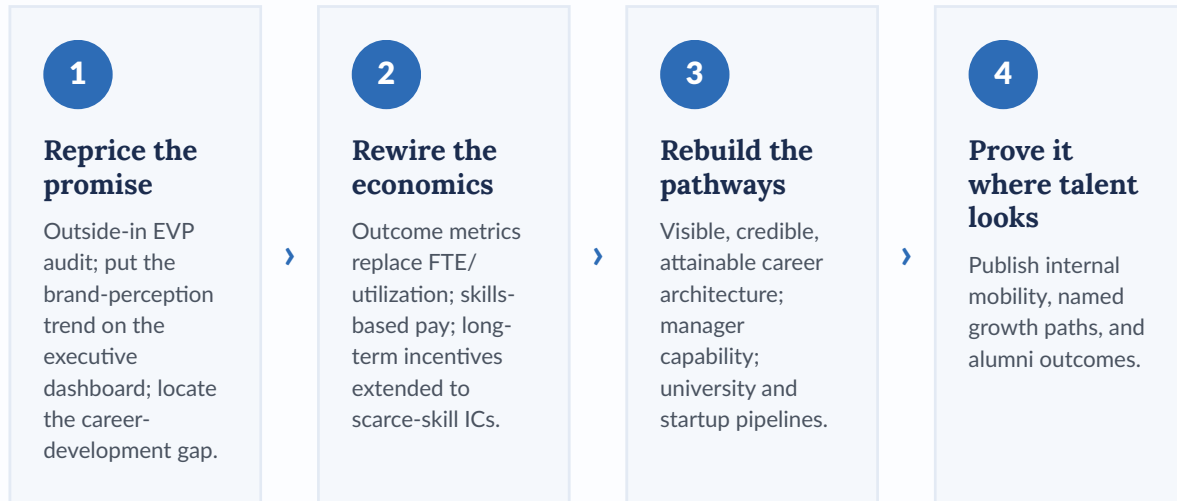 1
Reprice the
promise
Outside-in EVP
audit; put the
brand-perception
trend on the
executive
dashboard; locate
the career-
development gap.
›
2
Rewire the
economics
Outcome metrics
replace FTE/
utilization; skills-
based pay; long-
term incentives
extended to
scarce-skill ICs.
›
3
Rebuild the
pathways
Visible, credible,
attainable career
architecture;
manager
capability;
university and
startup pipelines.
›
4
Prove it
where talent
looks
Publish internal
mobility, named
growth paths, and
alumni outcomes.